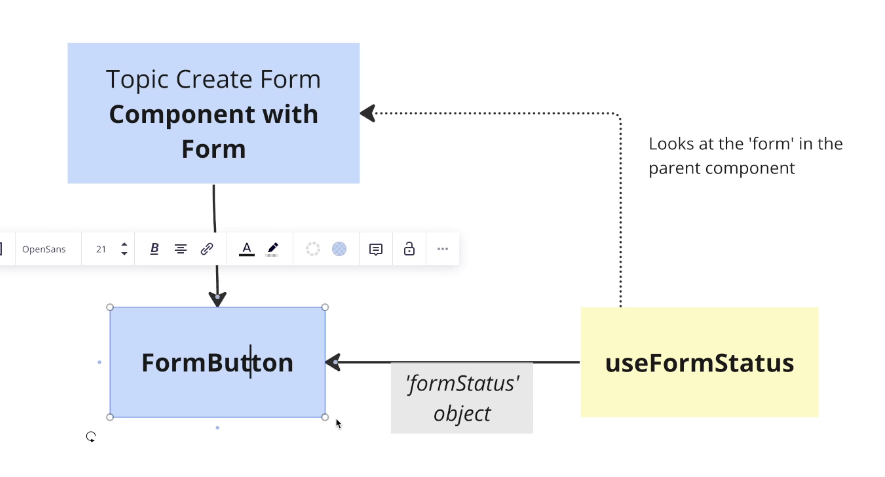 Topic Create Form
Component with
Form
Looks at the 'form' in the
parent component
OpenSans 21 B A
FormButton
useFormStatus
'formStatus'
object